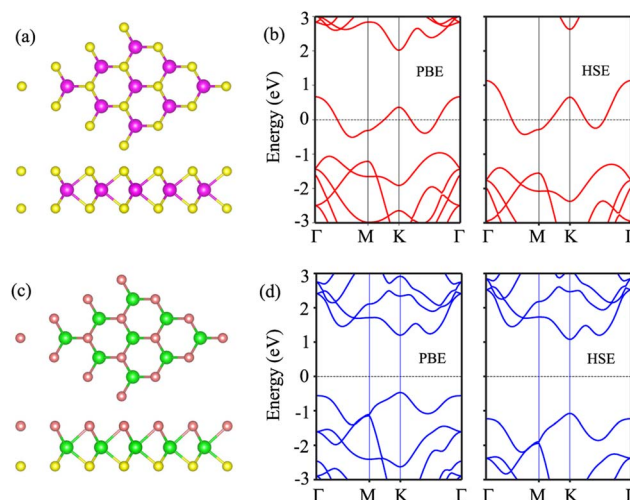 (a)
(b)
Energy (eV)
3
2
1
0
-1
-2
-3
PBE
HSE
Γ M K Γ
Γ M K Γ
(c)
(d)
Energy (eV)
3
2
1
0
-1
-2
-3
PBE
HSE
Γ M K Γ
Γ M K Γ